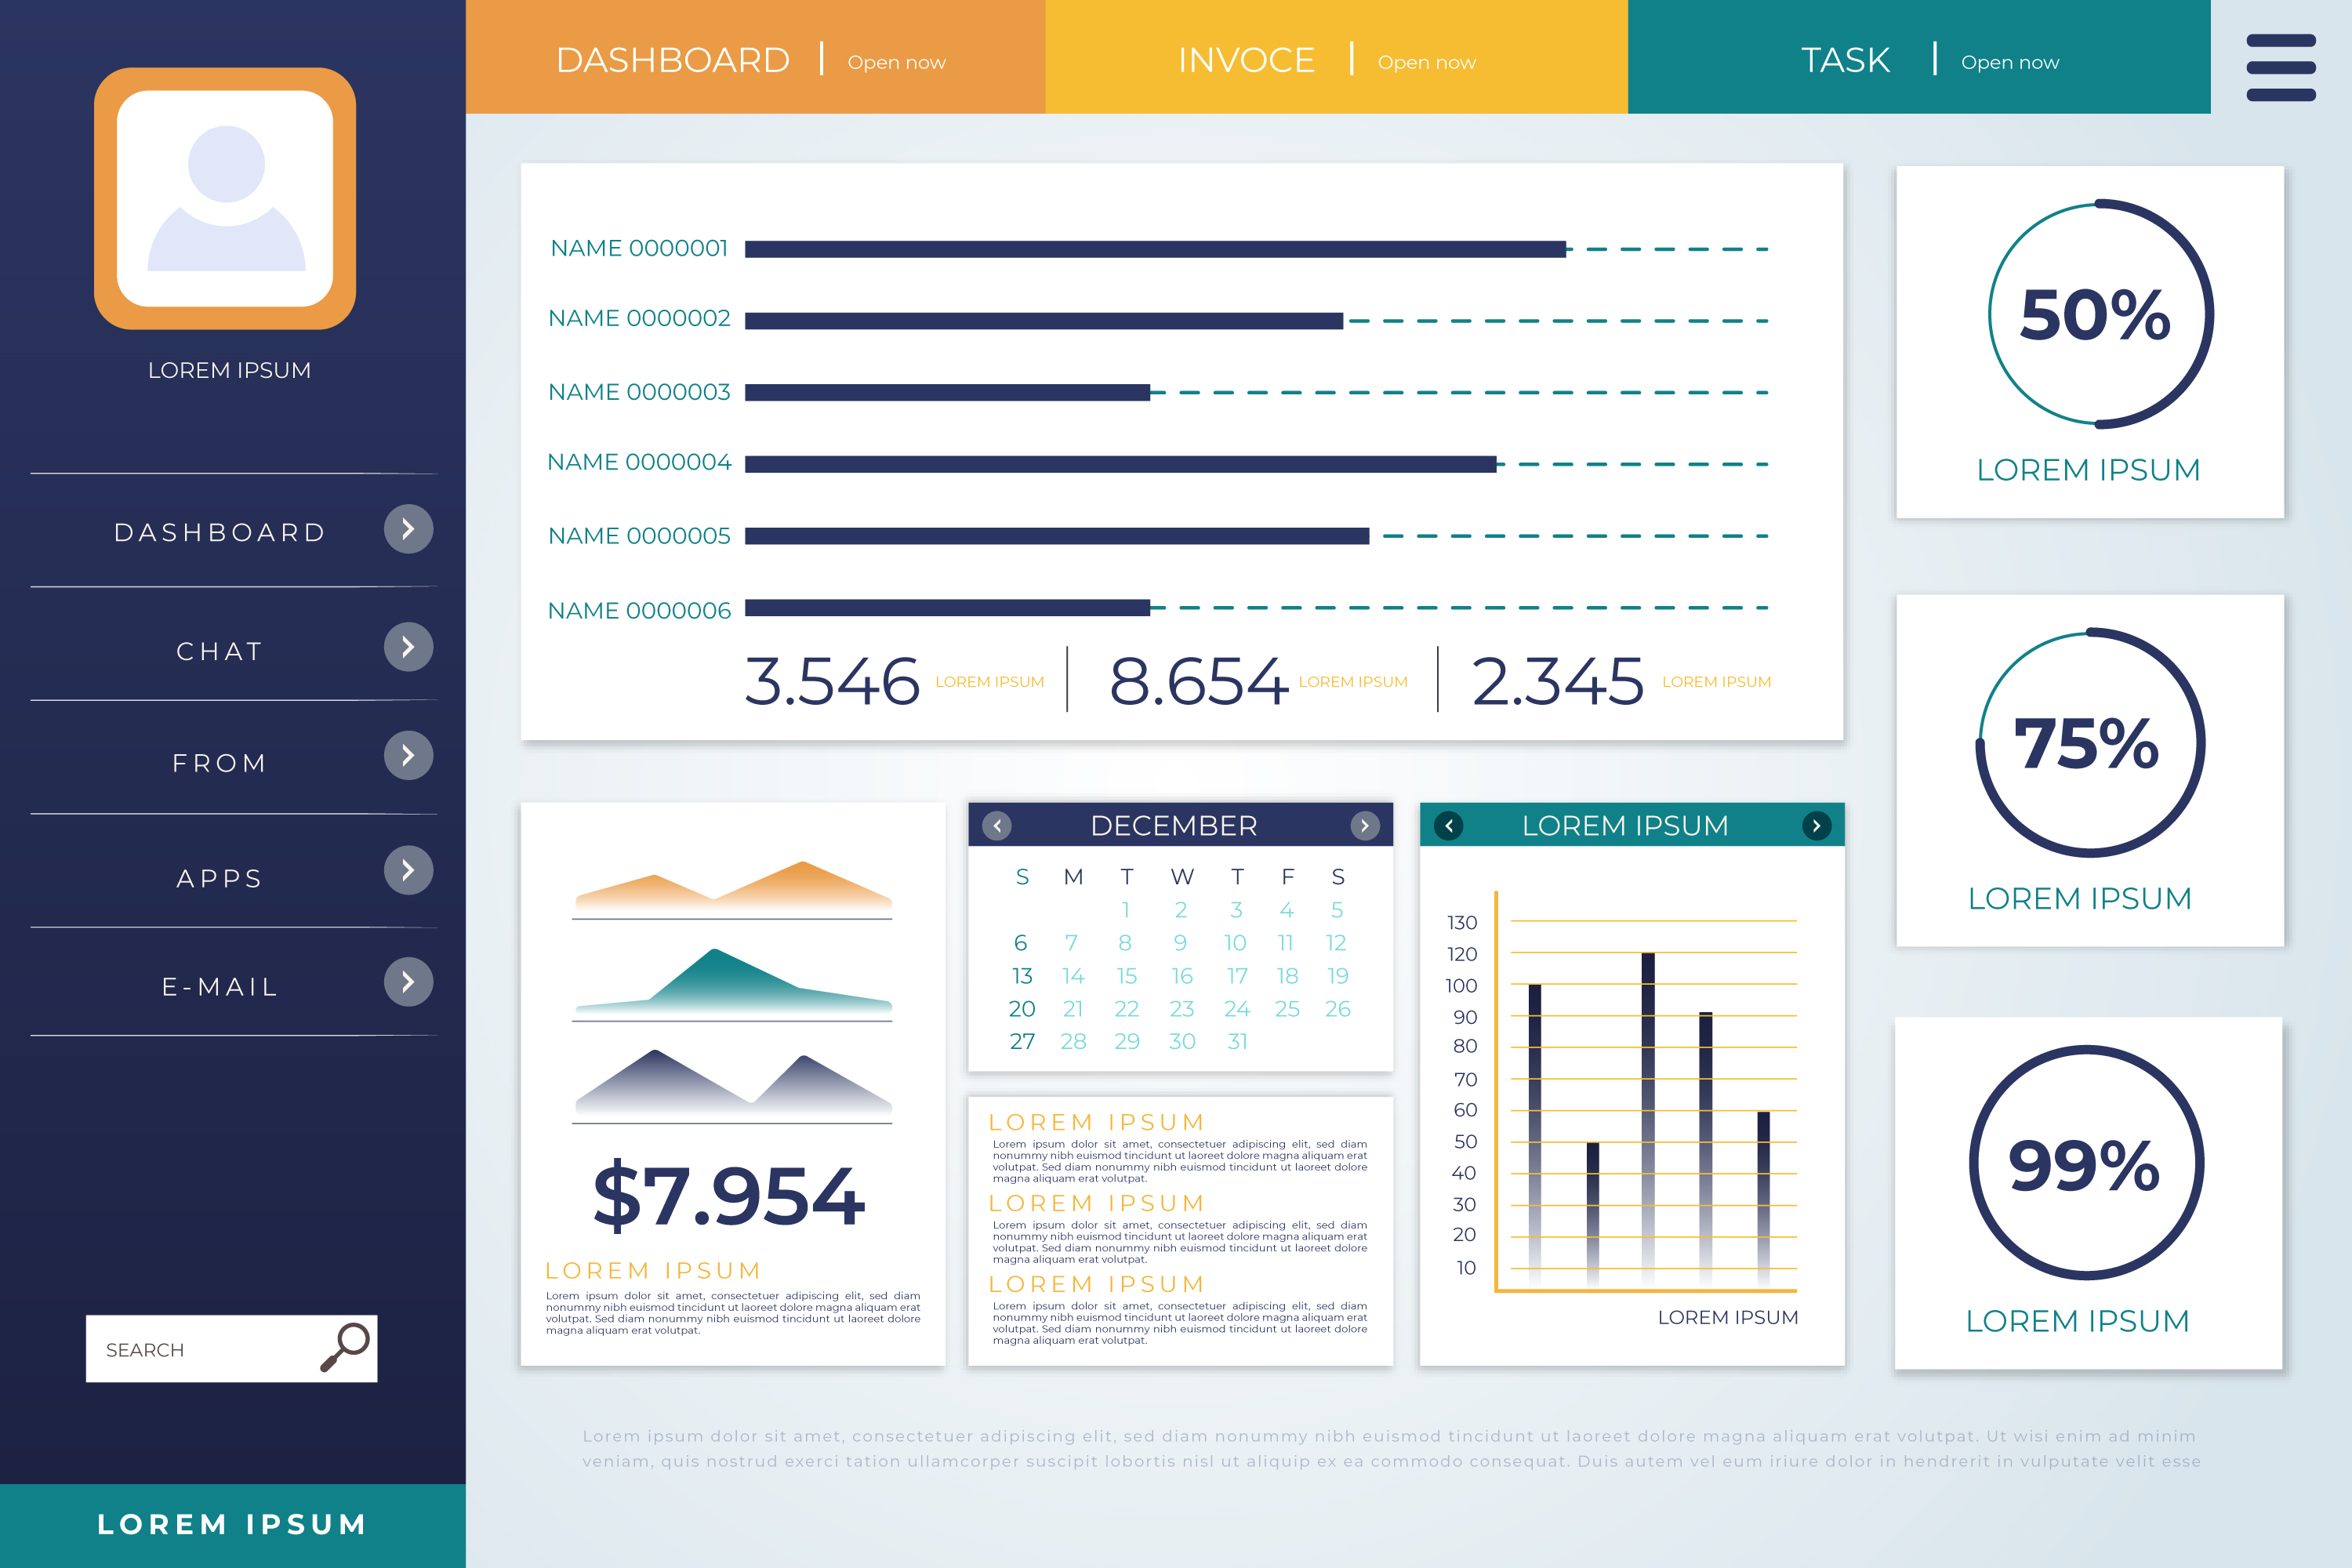 LOREM IPSUM
DASHBOARD
CHAT
FROM
APPS
E-MAIL
SEARCH
LOREM IPSUM
DASHBOARD | Open now
INVOCE | Open now
TASK | Open now
NAME 0000001
NAME 0000002
NAME 0000003
NAME 0000004
NAME 0000005
NAME 0000006
3.546 LOREM IPSUM
8.654 LOREM IPSUM
2.345 LOREM IPSUM
50%
LOREM IPSUM
75%
LOREM IPSUM
99%
LOREM IPSUM
$7.954
LOREM IPSUM
Lorem ipsum dolor sit amet, consectetuer adipiscing elit, sed diam
nonummy nibh euismod tincidunt ut laoreet dolore magna aliquam erat
volutpat. Sed diam nonummy nibh euismod tincidunt ut laoreet dolore
magna aliquam erat volutpat.
DECEMBER
S M T W T F S
1 2 3 4 5
6 7 8 9 10 11 12
13 14 15 16 17 18 19
20 21 22 23 24 25 26
27 28 29 30 31
LOREM IPSUM
Lorem ipsum dolor sit amet, consectetuer adipiscing elit, sed diam
nonummy nibh euismod tincidunt ut laoreet dolore magna aliquam erat
volutpat. Sed diam nonummy nibh euismod tincidunt ut laoreet dolore
magna aliquam erat volutpat.
LOREM IPSUM
Lorem ipsum dolor sit amet, consectetuer adipiscing elit, sed diam
nonummy nibh euismod tincidunt ut laoreet dolore magna aliquam erat
volutpat. Sed diam nonummy nibh euismod tincidunt ut laoreet dolore
magna aliquam erat volutpat.
LOREM IPSUM
Lorem ipsum dolor sit amet, consectetuer adipiscing elit, sed diam
nonummy nibh euismod tincidunt ut laoreet dolore magna aliquam erat
volutpat. Sed diam nonummy nibh euismod tincidunt ut laoreet dolore
magna aliquam erat volutpat.
LOREM IPSUM
130
120
100
90
80
70
60
50
40
30
20
10
LOREM IPSUM
Lorem ipsum dolor sit amet, consectetuer adipiscing elit, sed diam nonummy nibh euismod tincidunt ut laoreet dolore magna aliquam erat volutpat. Ut wisi enim ad minim
veniam, quis nostrud exerci tation ullamcorper suscipit lobortis nisl ut aliquip ex ea commodo consequat. Duis autem vel eum iriure dolor in hendrerit in vulputate velit esse